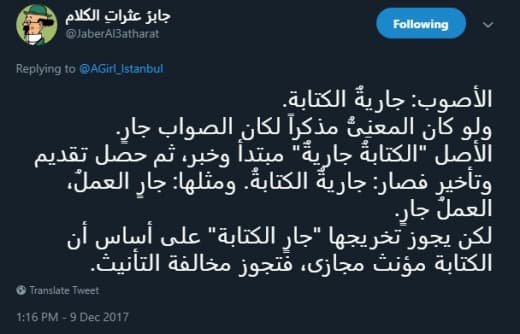 جابرُ عثراتِ الكلام
@JaberAl3atharat
Following
Replying to @AGirl_Istanbul
الأصوب: جاريةٌ الكتابة.
ولو كان المعنِيُّ مذكراً لكان الصواب جارٍ.
الأصل "الكتابةُ جاريةٌ" مبتدأ وخبر، ثم حصل تقديم
وتأخير فصار: جاريةٌ الكتابةُ. ومثلها: جارٍ العملُ،
العملُ جارٍ.
لكن يجوز تخريجها "جارٍ الكتابة" على أساس أن
الكتابة مؤنث مجازى، فتجوز مخالفة التأنيث.
Translate Tweet
1:16 PM - 9 Dec 2017